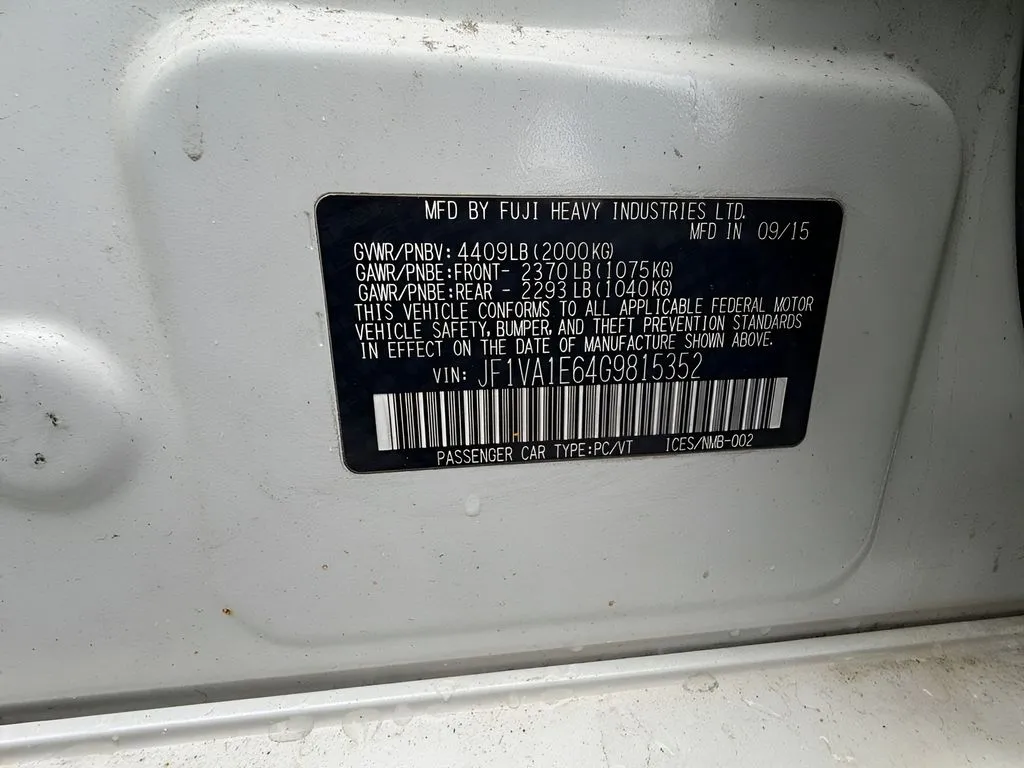 MFD BY FUJI HEAVY INDUSTRIES LTD.
MFD IN 09/15
GVWR/PNBV: 4409LB(2000KG)
GAWR/PNBE:FRONT- 2370LB(1075KG)
GAWR/PNBE:REAR - 2293LB(1040KG)
THIS VEHICLE CONFORMS TO ALL APPLICABLE FEDERAL MOTOR
VEHICLE SAFETY, BUMPER, AND THEFT PREVENTION STANDARDS
IN EFFECT ON THE DATE OF MANUFACTURE SHOWN ABOVE.
VIN: JF1VA1E64G9815352
PASSENGER CAR TYPE:PC/VT ICES/NMB-002